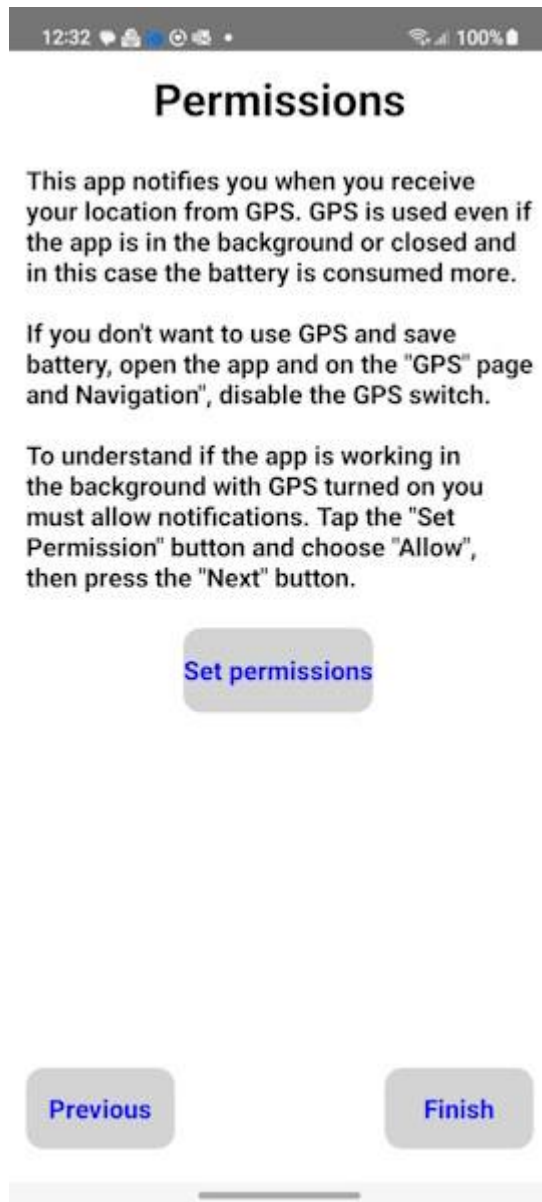 12:32
100%
Permissions
This app notifies you when you receive
your location from GPS. GPS is used even if
the app is in the background or closed and
in this case the battery is consumed more.
If you don't want to use GPS and save
battery, open the app and on the "GPS" page
and Navigation", disable the GPS switch.
To understand if the app is working in
the background with GPS turned on you
must allow notifications. Tap the "Set
Permission" button and choose "Allow",
then press the "Next" button.
Set permissions
Previous
Finish